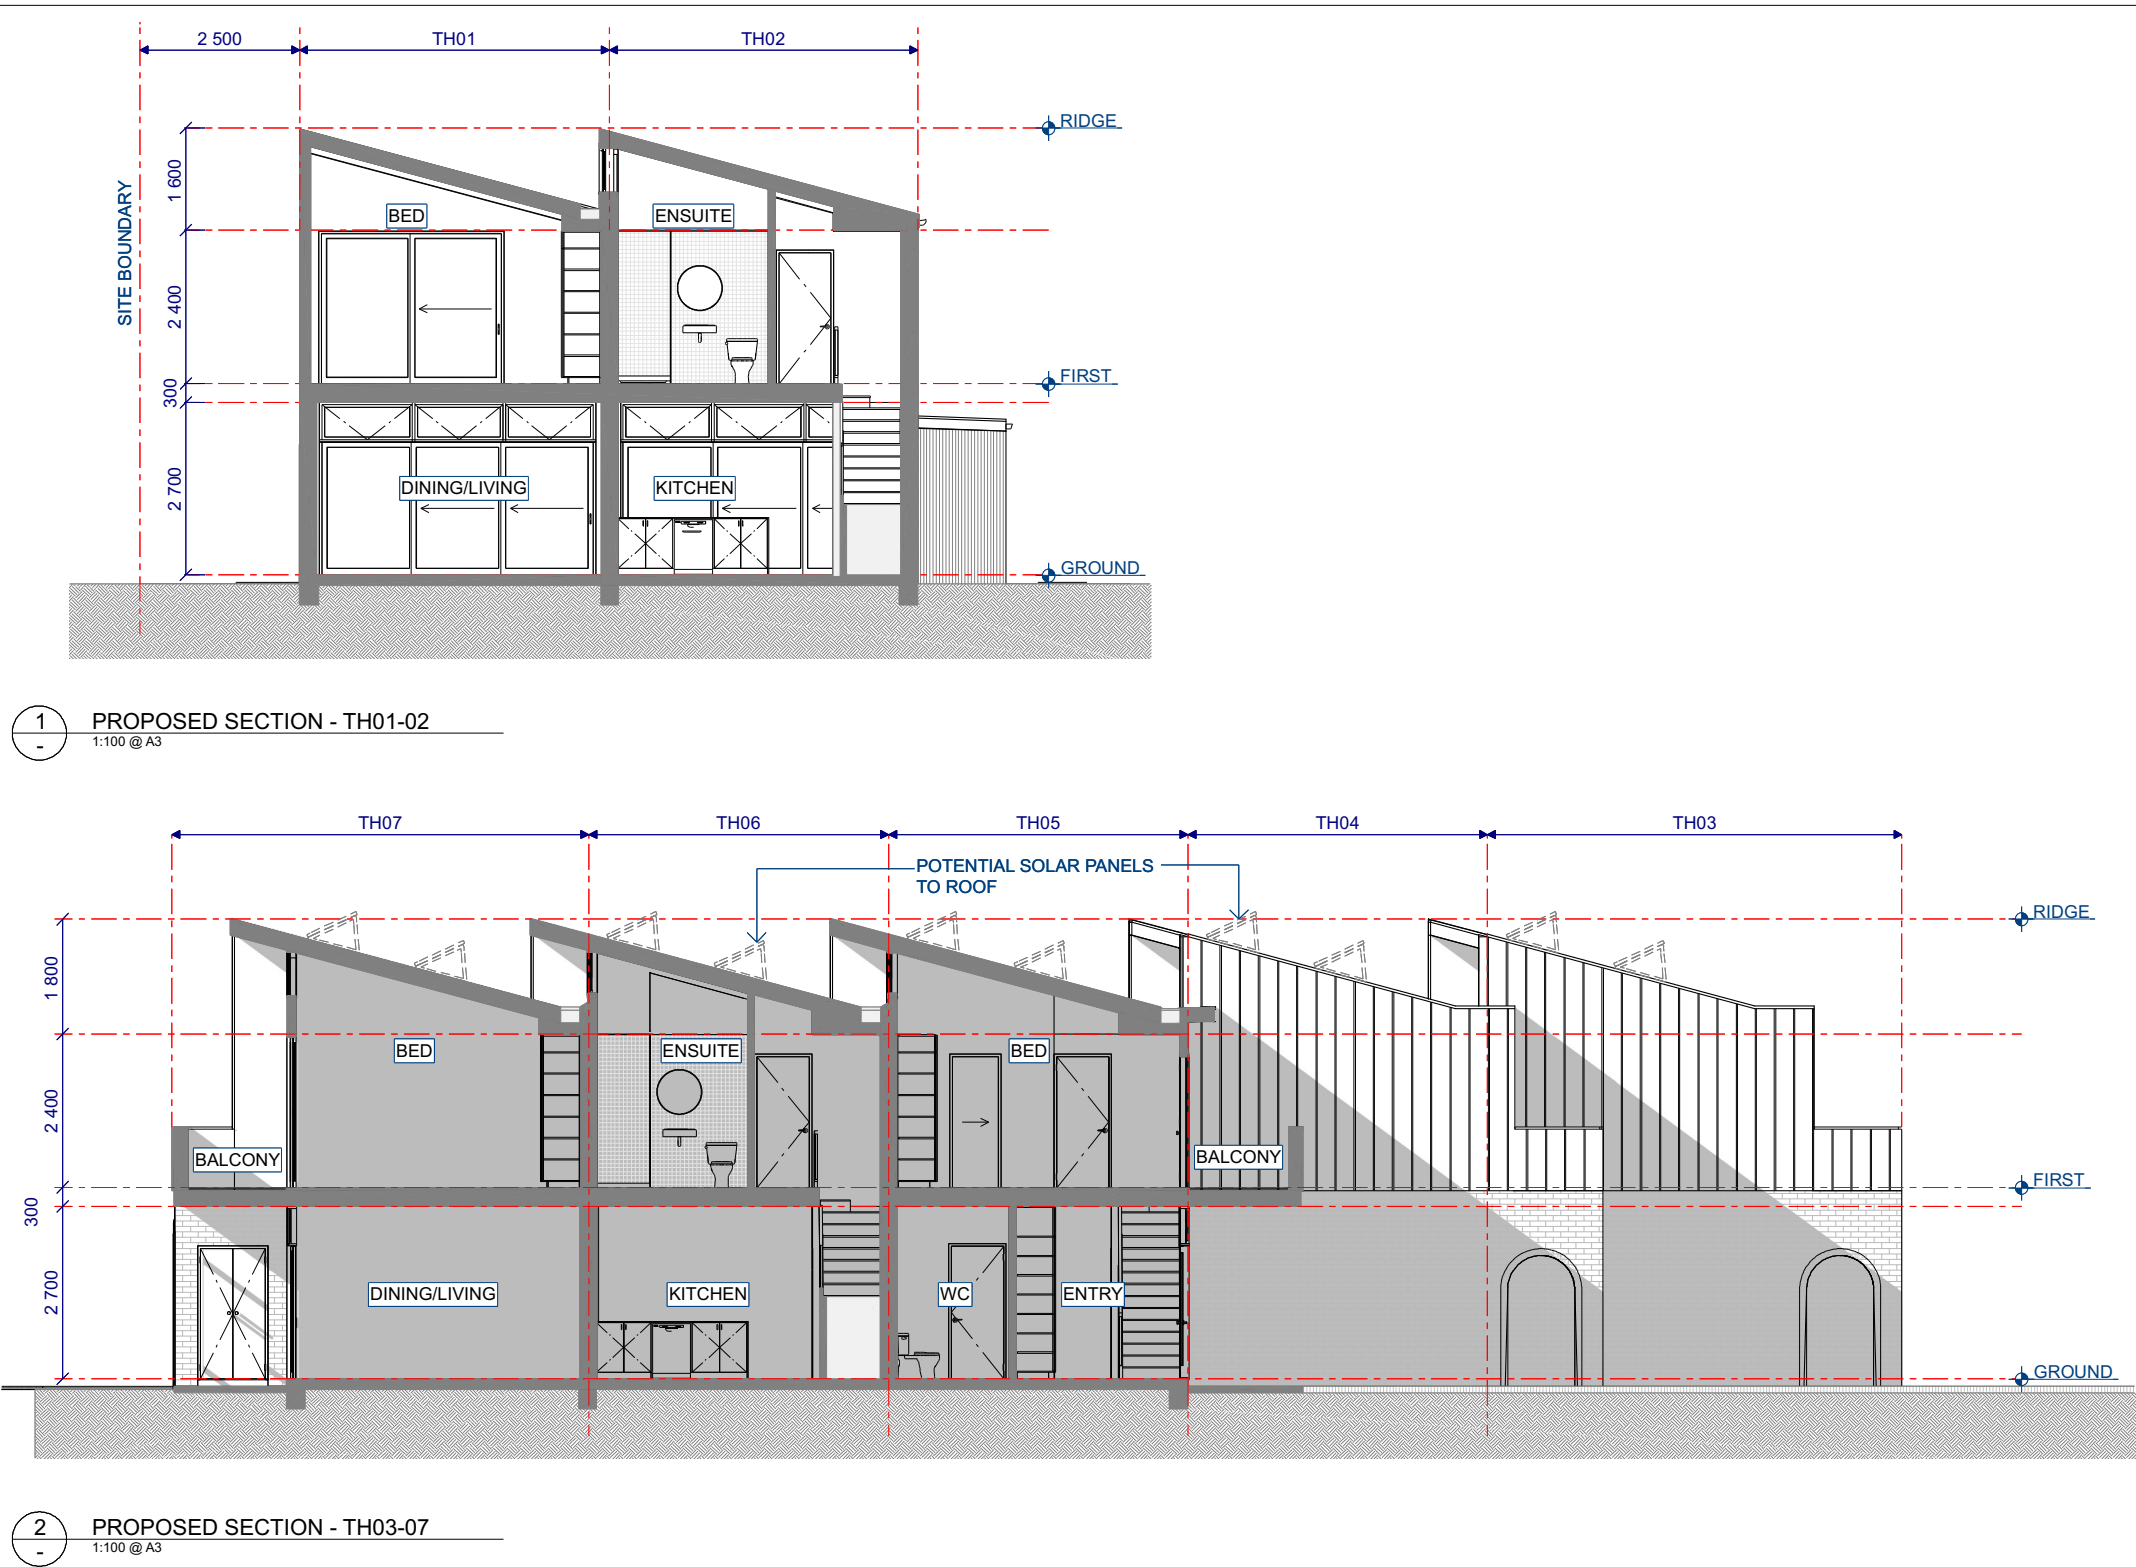 2 500
TH01
TH02
RIDGE
1 600
SITE BOUNDARY
BED
ENSUITE
2 400
FIRST
300
DINING/LIVING
KITCHEN
2 700
GROUND
1
-
PROPOSED SECTION - TH01-02
1:100 @ A3
TH07
TH06
TH05
TH04
TH03
POTENTIAL SOLAR PANELS
TO ROOF
RIDGE
1 800
BED
ENSUITE
BED
2 400
BALCONY
BALCONY
FIRST
300
DINING/LIVING
KITCHEN
WC
ENTRY
2 700
GROUND
2
-
PROPOSED SECTION - TH03-07
1:100 @ A3